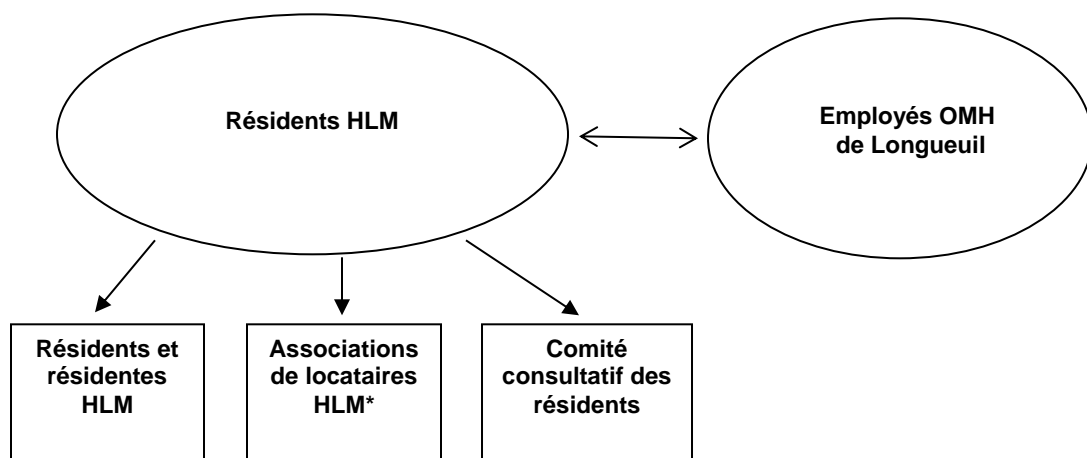 Résidents HLM
Employés OMH
de Longueuil
Résidents et
résidentes
HLM
Associations
de locataires
HLM*
Comité
consultatif des
résidents